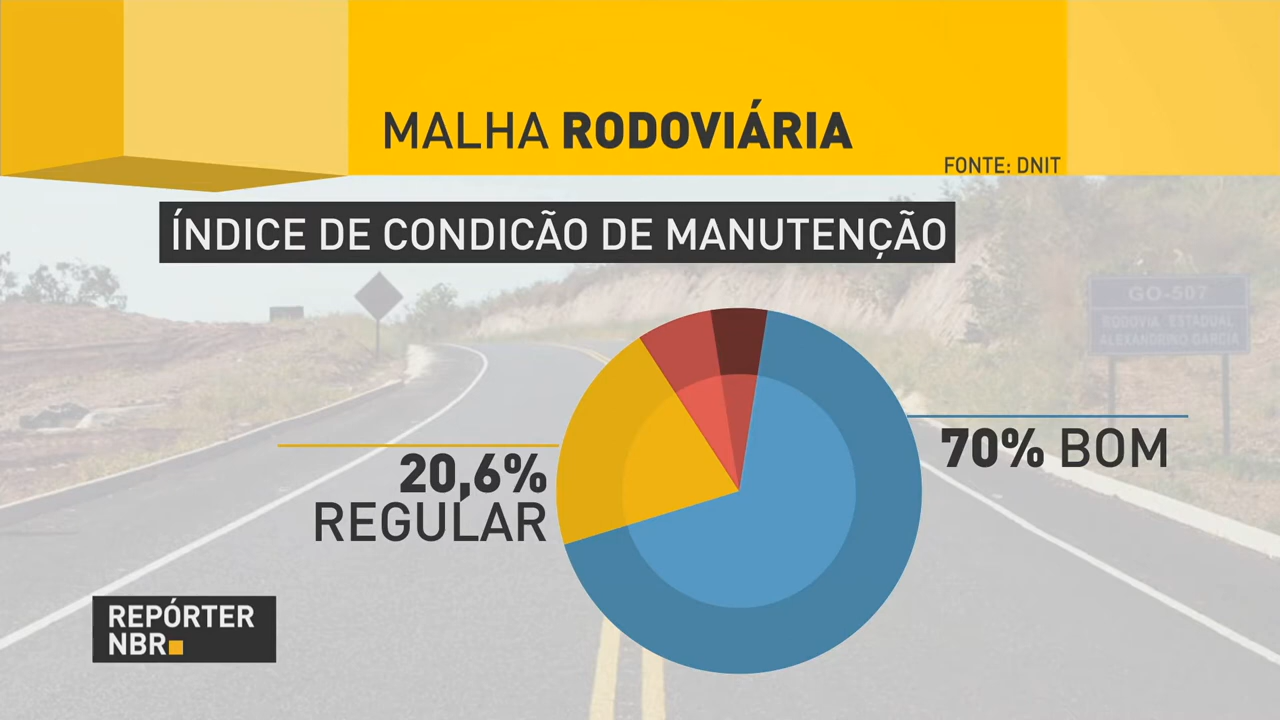 MALHA RODOVIÁRIA
FONTE: DNIT
ÍNDICE DE CONDICÃO DE MANUTENÇÃO
GO-507
RODOVIA ESTADUAL
ALEXANDRINO GARCIA
70% BOM
20,6%
REGULAR
REPÓRTER
NBR